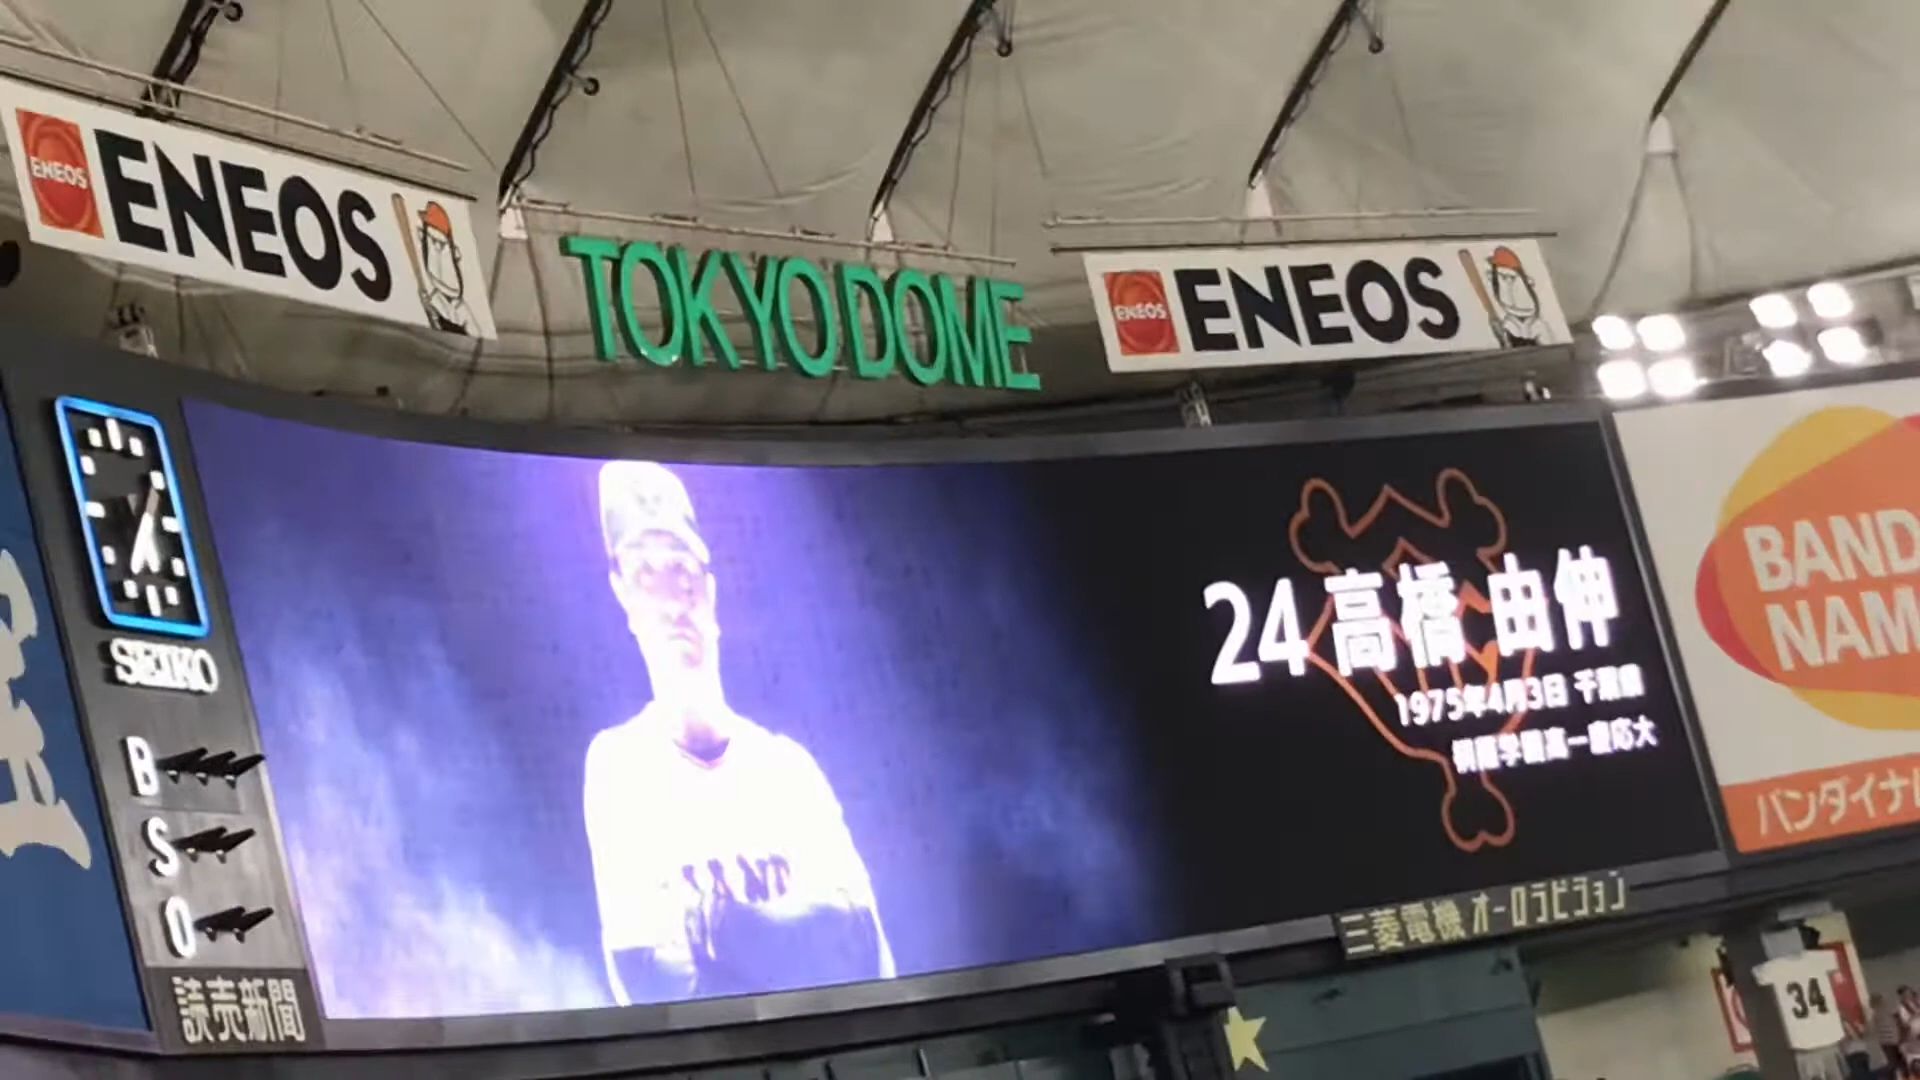 ENEOS ENEOS
TOKYO DOME
ENEOS ENEOS
SEIKO
B
S
O
読売新聞
24 高橋 由伸
1975年4月3日 千葉県
桐蔭学園高ー慶応大
三菱電機 オーロラビジョン
BAND
NAM
バンダイナ
34